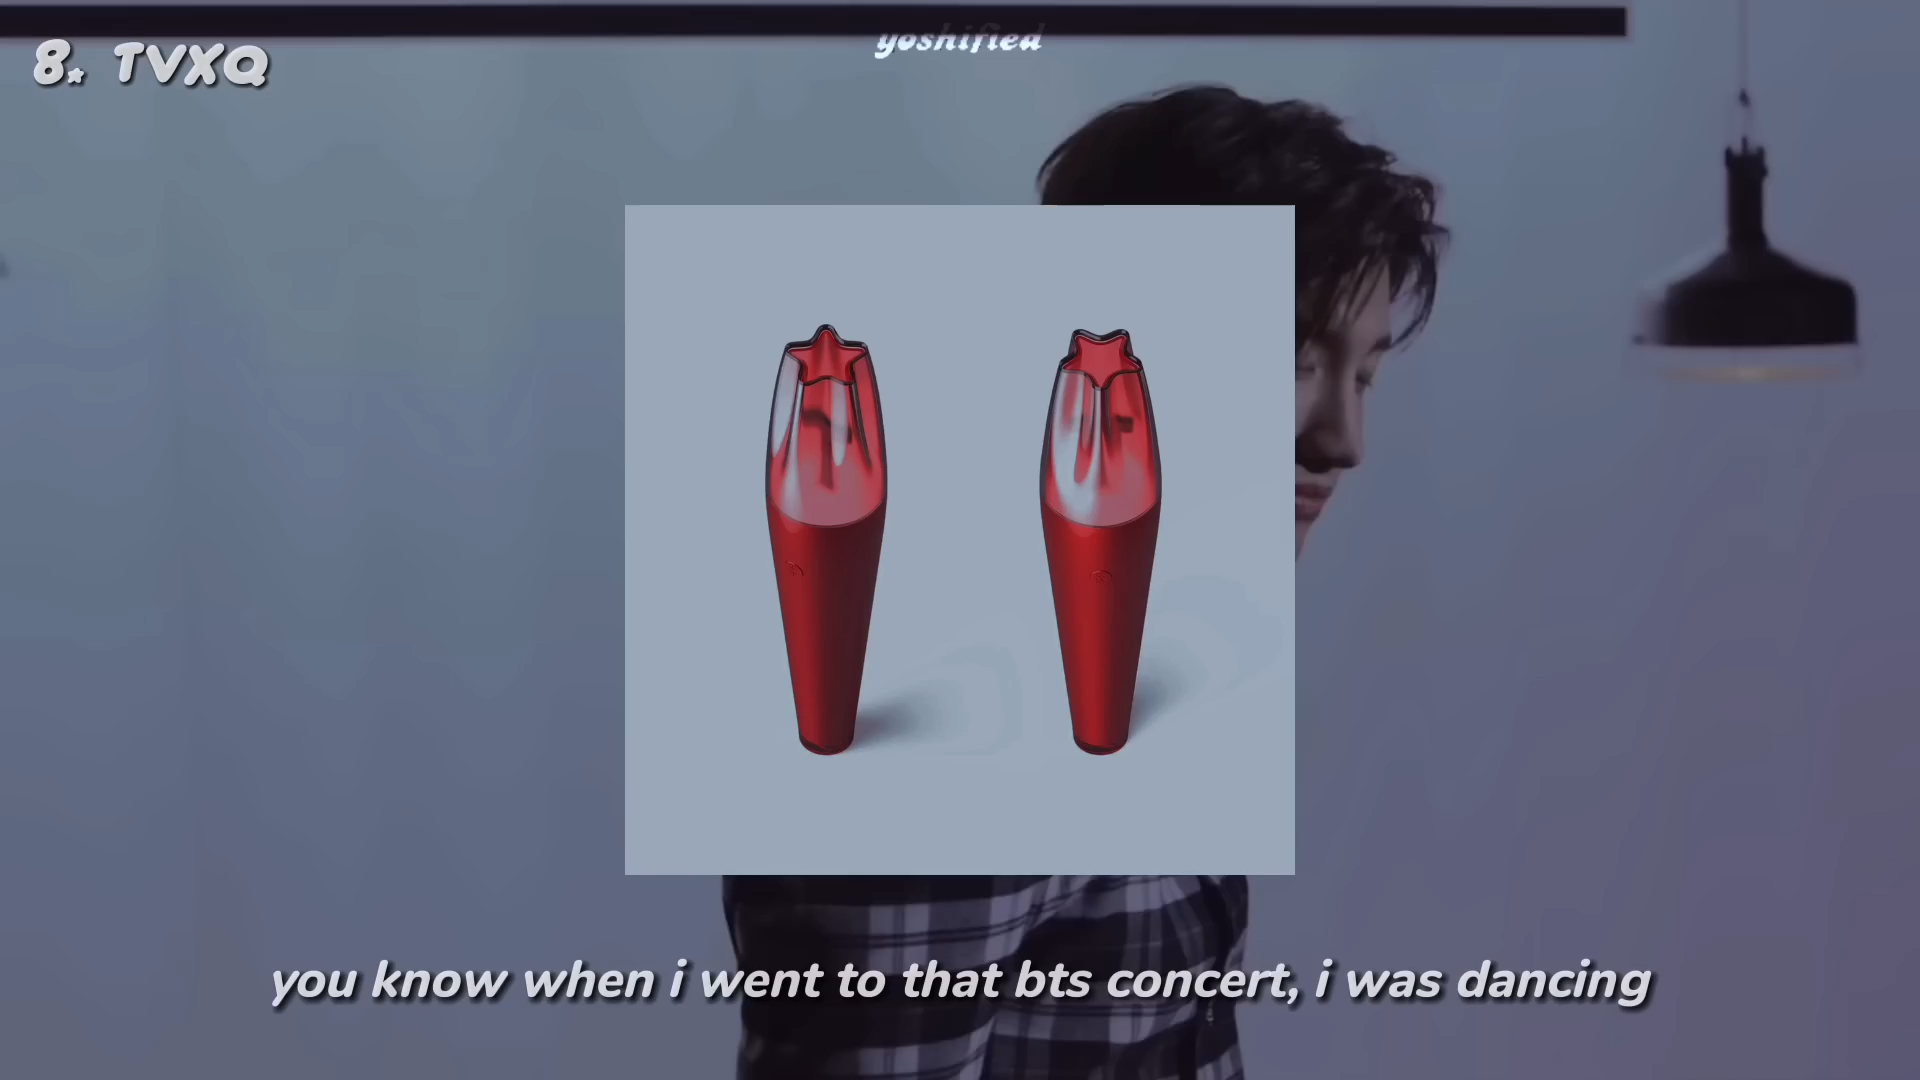 yoshified
8. TVXQ
you know when i went to that bts concert, i was dancing